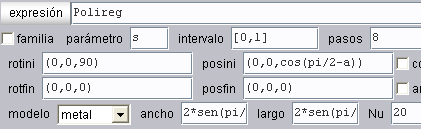 expresión Polireg
familia parámetro s intervalo [0,1] pasos 8
rotini (0,0,90) posini (0,0,cos(pi/2-a))
rotfin (0,0,0) posfin (0,0,0)
modelo metal ancho 2*sen(pi/ largo 2*sen(pi/ Nu 20